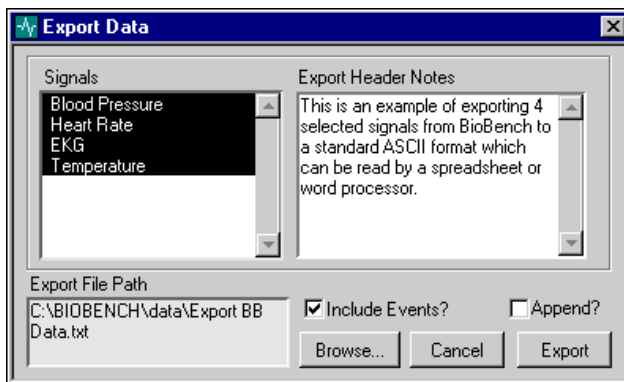 Export Data
Signals
Blood Pressure
Heart Rate
EKG
Temperature
Export Header Notes
This is an example of exporting 4
selected signals from BioBench to
a standard ASCII format which
can be read by a spreadsheet or
word processor.
Export File Path
C:\BIOBENCH\data\Export BB
Data.txt
Include Events?
Append?
Browse...
Cancel
Export